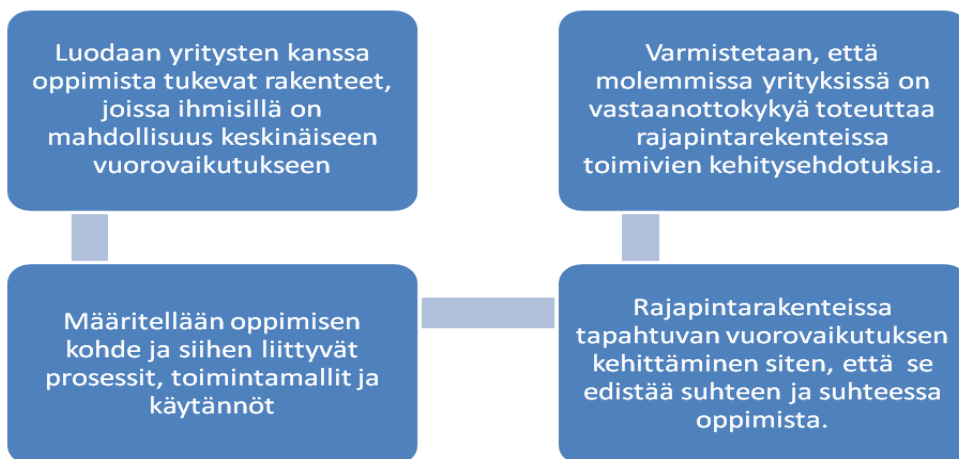 Luodaan yritysten kanssa
oppimista tukevat rakenteet,
joissa ihmisillä on
mahdollisuus keskinäiseen
vuorovaikutukseen
Määritellään oppimisen
kohde ja siihen liittyvät
prosessit, toimintamallit ja
käytännöt
Rajapintarakenteissa
tapahtuvan vuorovaikutuksen
kehittäminen siten, että se
edistää suhteen ja suhteessa
oppimista.
Varmistetaan, että
molemmissa yrityksissä on
vastaanottokykyä toteuttaa
rajapintarekenteissa
toimivien kehitysehdotuksia.